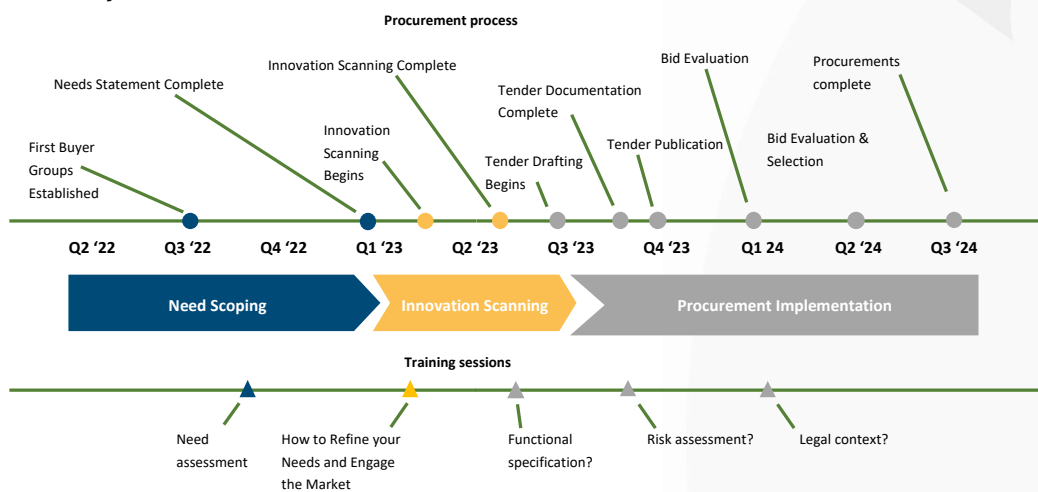 Procurement process
Bid Evaluation
Procurements
complete
Innovation Scanning Complete
Needs Statement Complete
Tender Documentation
Complete
Innovation
Scanning
Begins
Tender Publication
Bid Evaluation &
Selection
First Buyer
Groups
Established
Tender Drafting
Begins
Q2 ‘22
Q3 ’22
Q4 ’22
Q1 ‘23
Q2 ‘23
Q3 ‘23
Q4 ‘23
Q1 24
Q2 ‘24
Q3 ‘24
Need Scoping
Innovation Scanning
Procurement Implementation
Training sessions
Need
assessment
How to Refine your
Needs and Engage
the Market
Functional
specification?
Risk assessment?
Legal context?